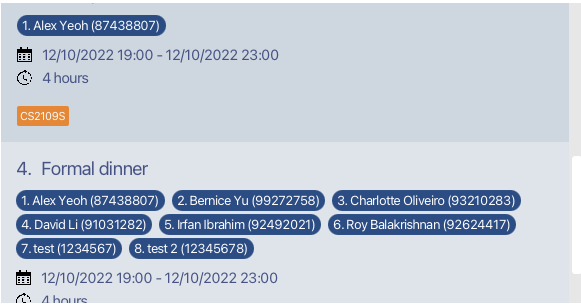 1. Alex Yeoh (87438807)
12/10/2022 19:00 - 12/10/2022 23:00
4 hours
CS2109S
4. Formal dinner
1. Alex Yeoh (87438807) 2. Bernice Yu (99272758) 3. Charlotte Oliveiro (93210283)
4. David Li (91031282) 5. Irfan Ibrahim (92492021) 6. Roy Balakrishnan (92624417)
7. test (1234567) 8. test 2 (12345678)
12/10/2022 19:00 - 12/10/2022 23:00
4 hours